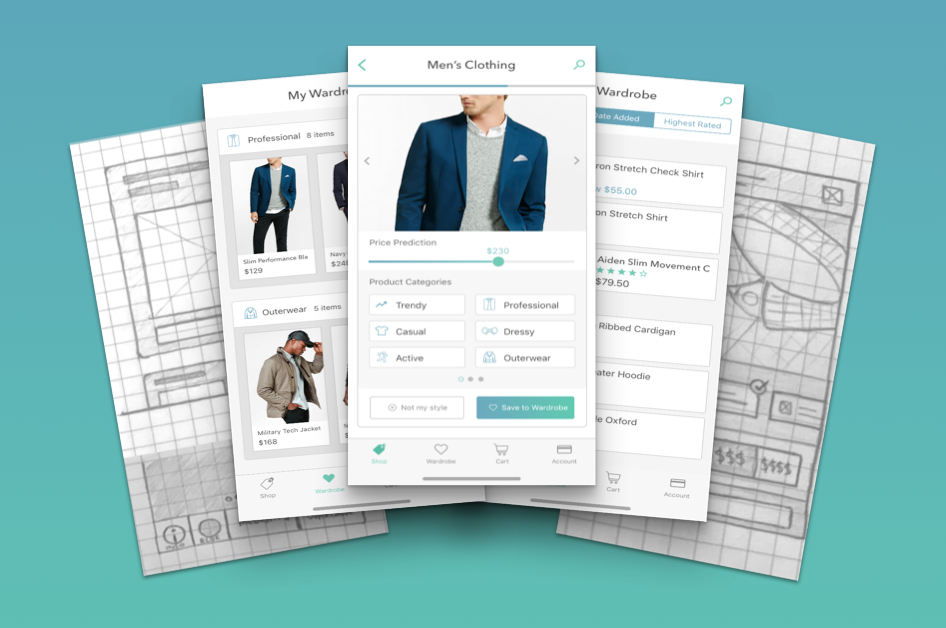 My Wardr
Professional 8 items
Slim Performance Bla
$129
Navy
$24
Outerwear 5 items
Military Tech Jacket
$168
Shop
Wardrobe
Men's Clothing
Price Prediction
$230
Product Categories
Trendy
Professional
Casual
Dressy
Active
Outerwear
Not my style
Save to Wardrobe
Shop
Wardrobe
Cart
Account
Wardrobe
ate Added
Highest Rated
ron Stretch Check Shirt
w $55.00
on Stretch Shirt
Aiden Slim Movement C
$79.50
Ribbed Cardigan
ater Hoodie
le Oxford
Cart
Account
$$$
$$$$